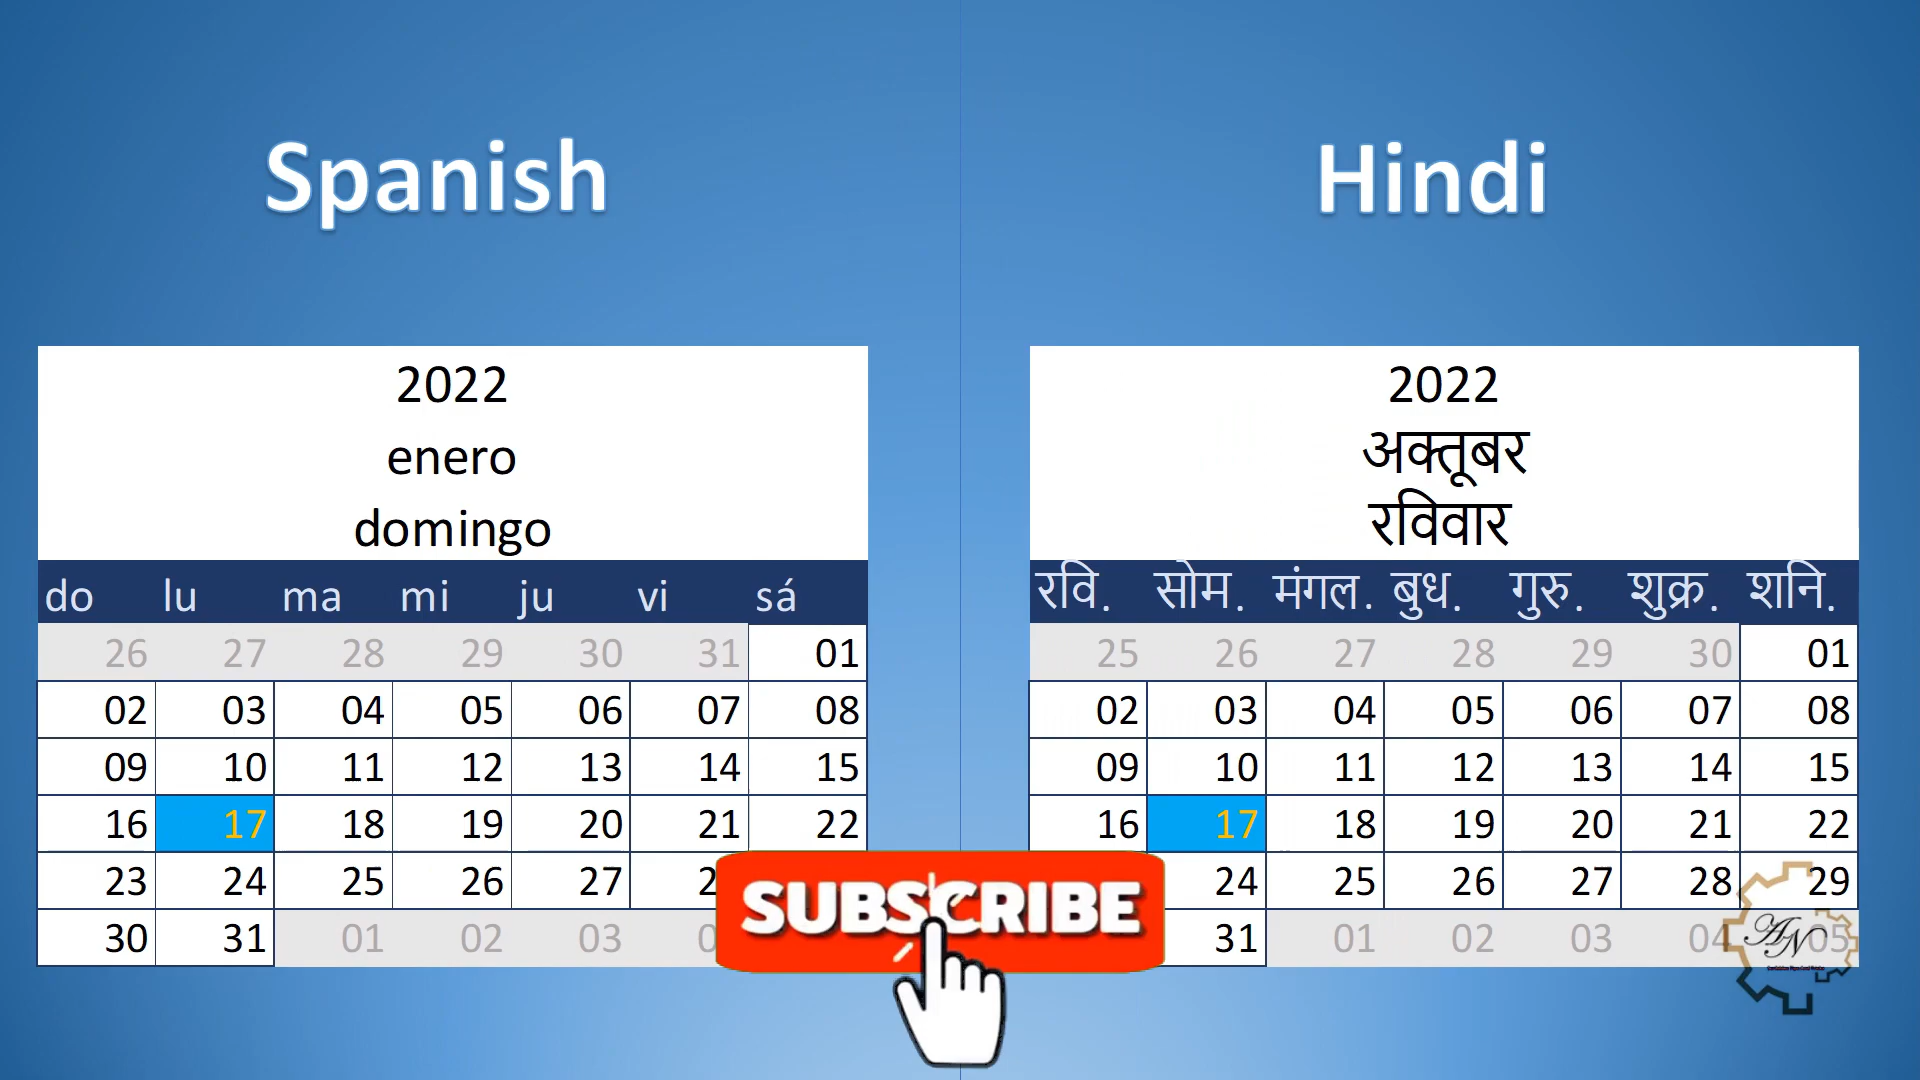 Spanish
2022
enero
domingo
do lu ma mi ju vi sá
26 27 28 29 30 31 01
02 03 04 05 06 07 08
09 10 11 12 13 14 15
16 17 18 19 20 21 22
23 24 25 26 27
30 31 01 02 03
Hindi
2022
अक्तूबर
रविवार
रवि. सोम. मंगल. बुध. गुरु. शुक्र. शनि.
25 26 27 28 29 30 01
02 03 04 05 06 07 08
09 10 11 12 13 14 15
16 17 18 19 20 21 22
24 25 26 27 28 29
31 01 02 03 04 05
SUBSCRIBE
AN